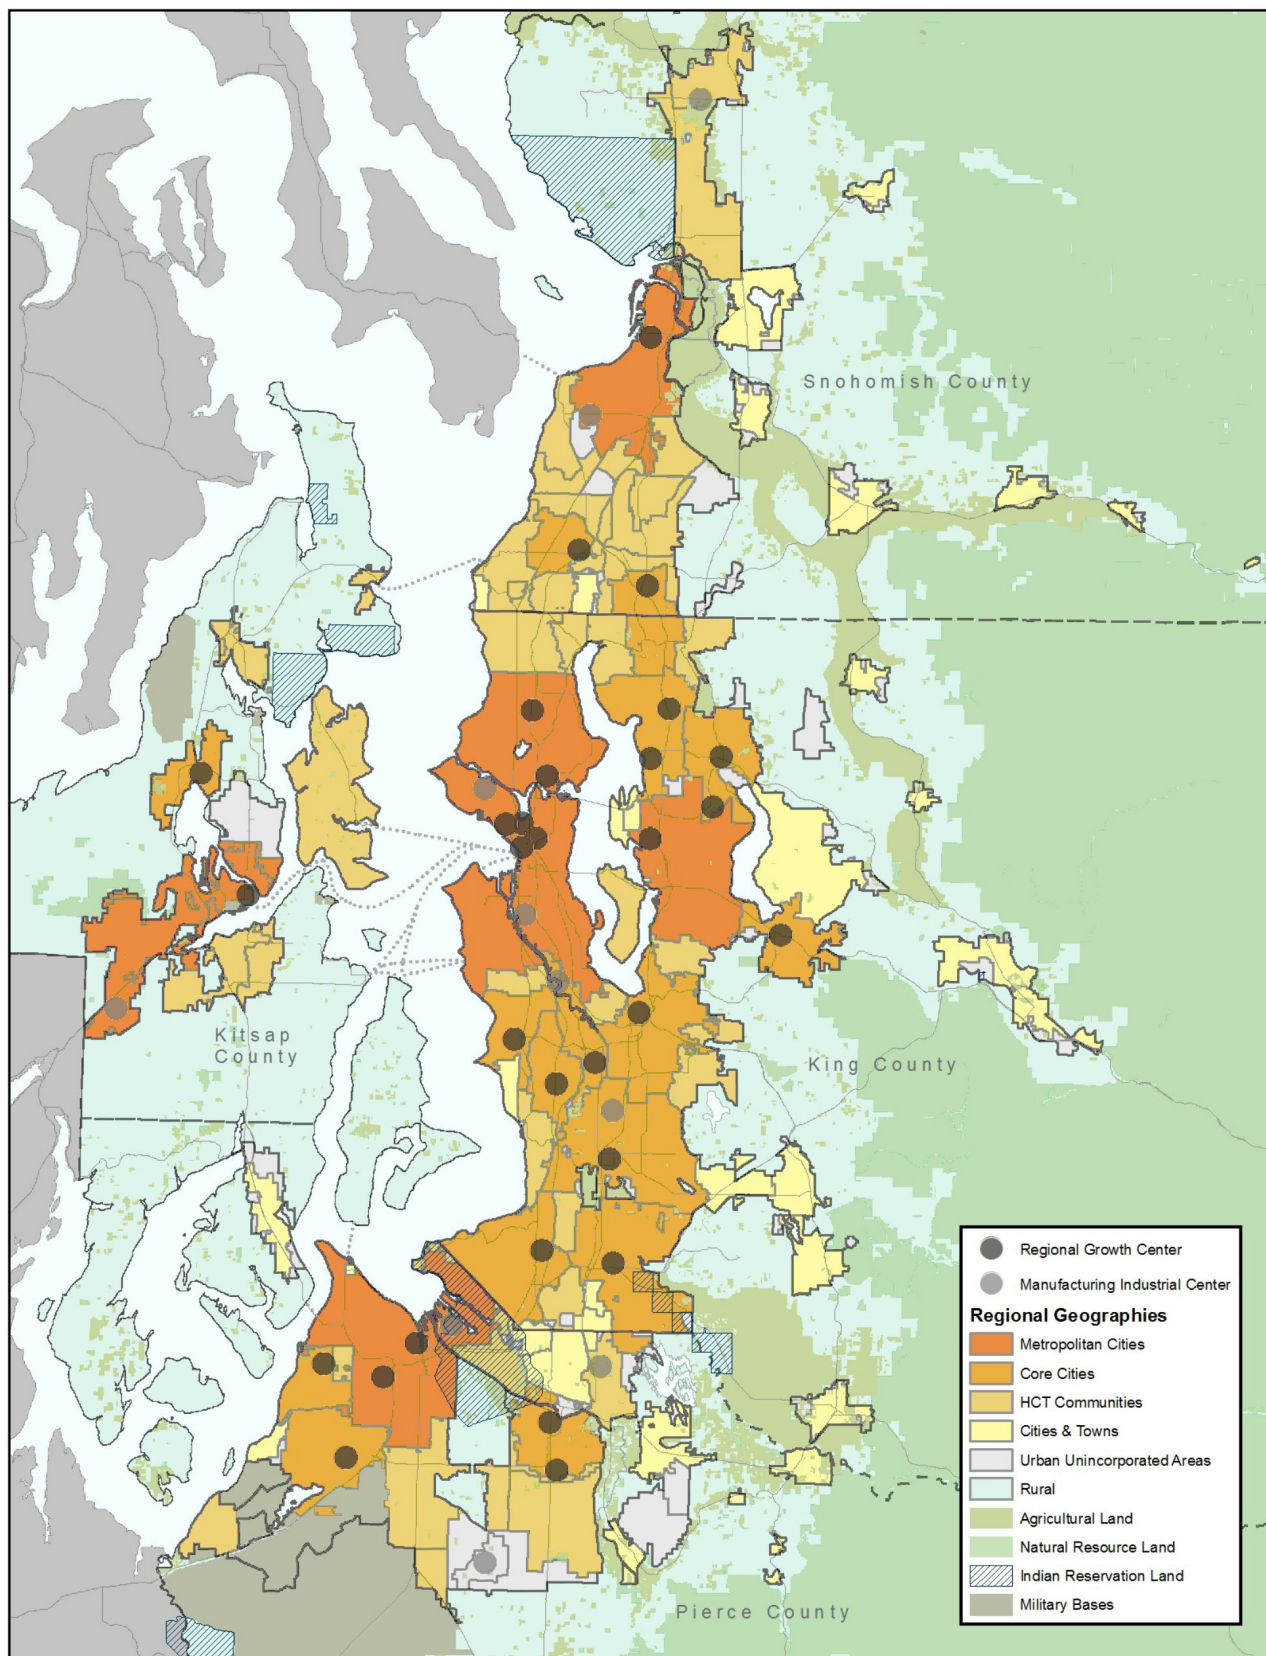 Snohomish County
Kitsap
County
King County
Pierce County
Regional Growth Center
Manufacturing Industrial Center
Regional Geographies
Metropolitan Cities
Core Cities
HCT Communities
Cities & Towns
Urban Unincorporated Areas
Rural
Agricultural Land
Natural Resource Land
Indian Reservation Land
Military Bases